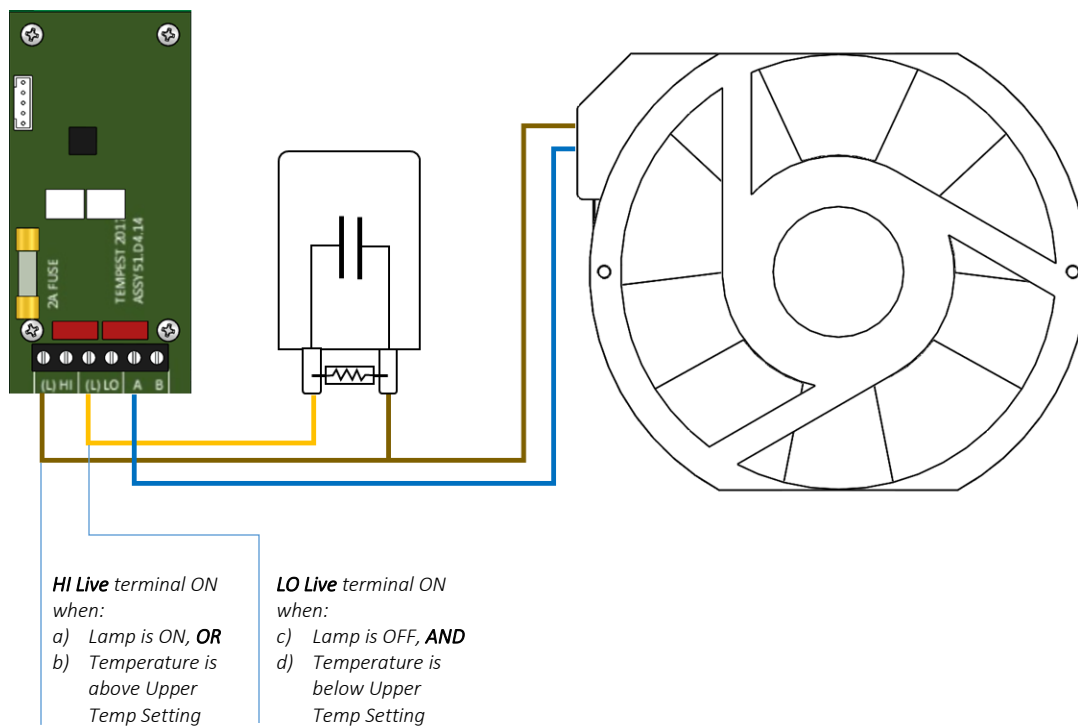 2A FUSE
TEMPEST 2017
ASSY 51.D4.14
(L) HI (L) LO A B
HI Live terminal ON
when:
a) Lamp is ON, OR
b) Temperature is
above Upper
Temp Setting
LO Live terminal ON
when:
c) Lamp is OFF, AND
d) Temperature is
below Upper
Temp Setting